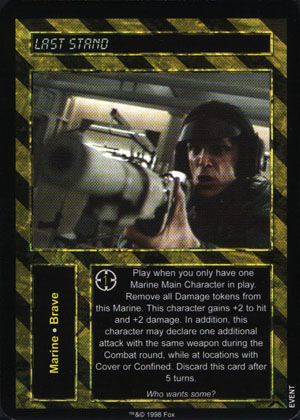 LAST STAND
Marine • Brave
Play when you only have one
Marine Main Character in play.
Remove all Damage tokens from
this Marine. This character gains +2 to hit
and +2 damage. In addition, this
character may declare one additional
attack with the same weapon during the
Combat round, while at locations with
Cover or Confined. Discard this card after
5 turns.
Who wants some?
EVENT
™&© 1998 Fox